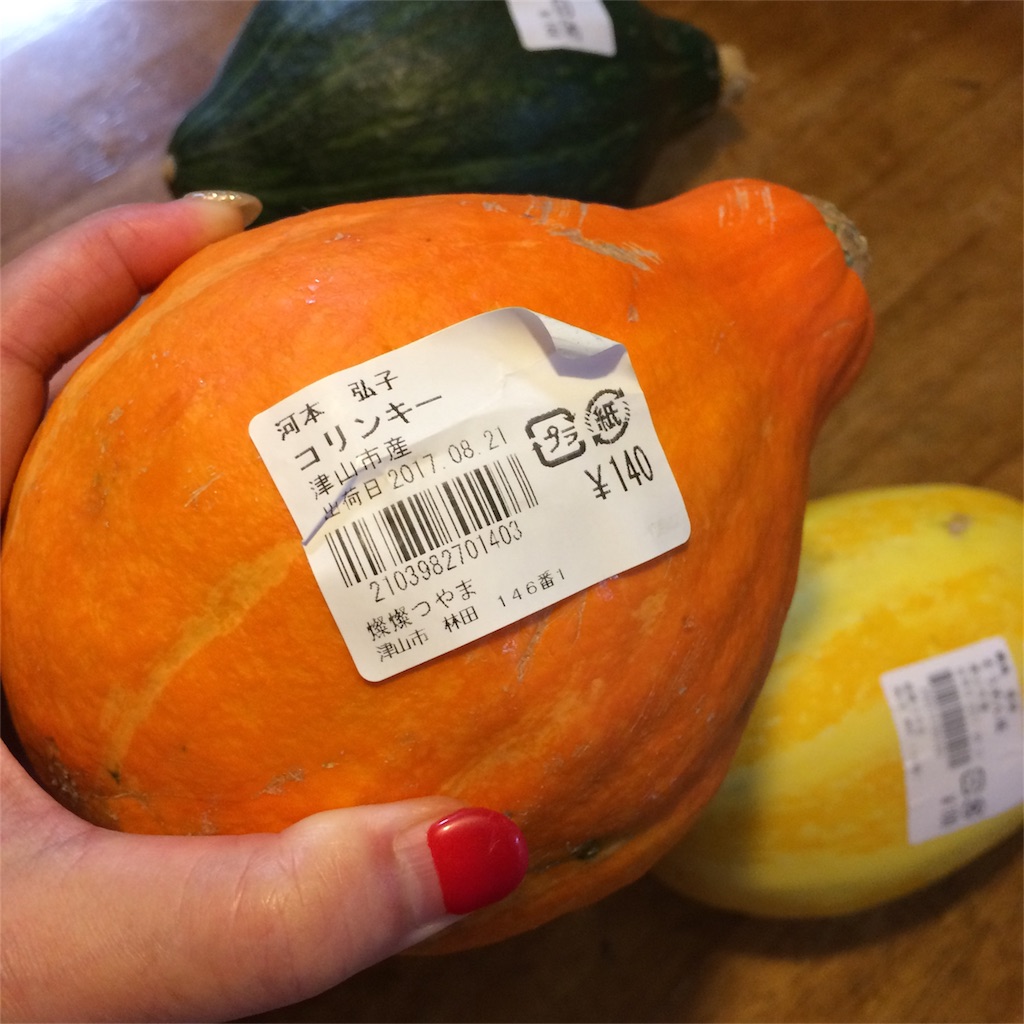 河本 弘子
コリンキー
津山市産
出荷日 2017.08.21
2103982701403
プラ
紙
¥140
燦燦つやま
津山市 林田 146番1